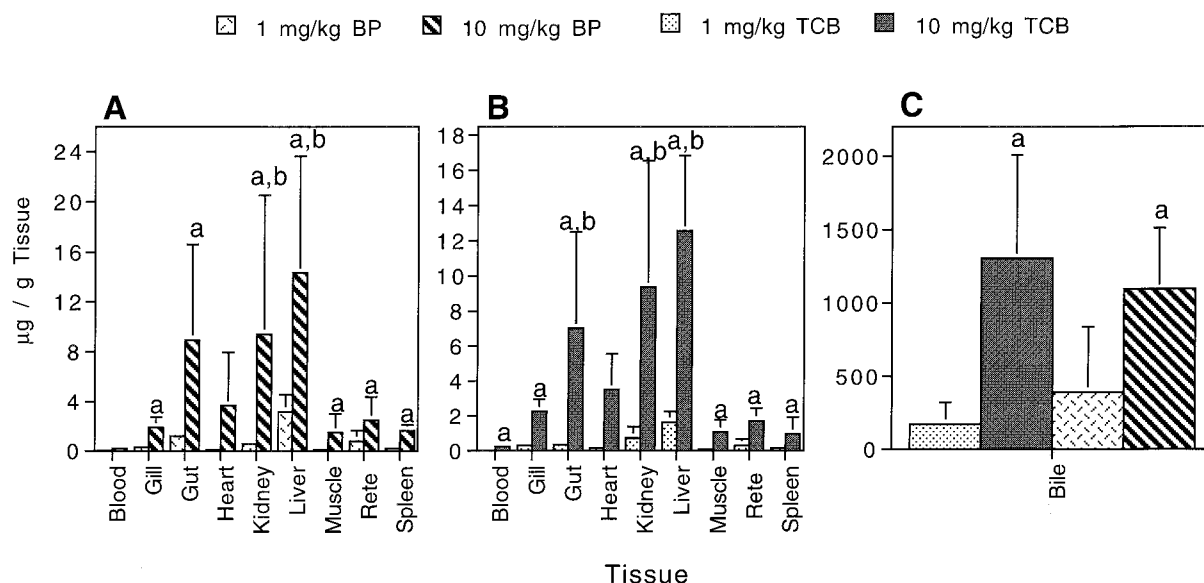 1 mg/kg BP 10 mg/kg BP 1 mg/kg TCB 10 mg/kg TCB
A
B
C
µg / g Tissue
24
20
16
12
8
4
0
a
a
a,b
a,b
a
a
a
Blood
Gill
Gut
Heart
Kidney
Liver
Muscle
Rete
Spleen
18
16
14
12
10
8
6
4
2
0
a
a
a,b
a,b
a,b
a
a
a
Blood
Gill
Gut
Heart
Kidney
Liver
Muscle
Rete
Spleen
2000
1500
1000
500
0
a
a
Bile
Tissue